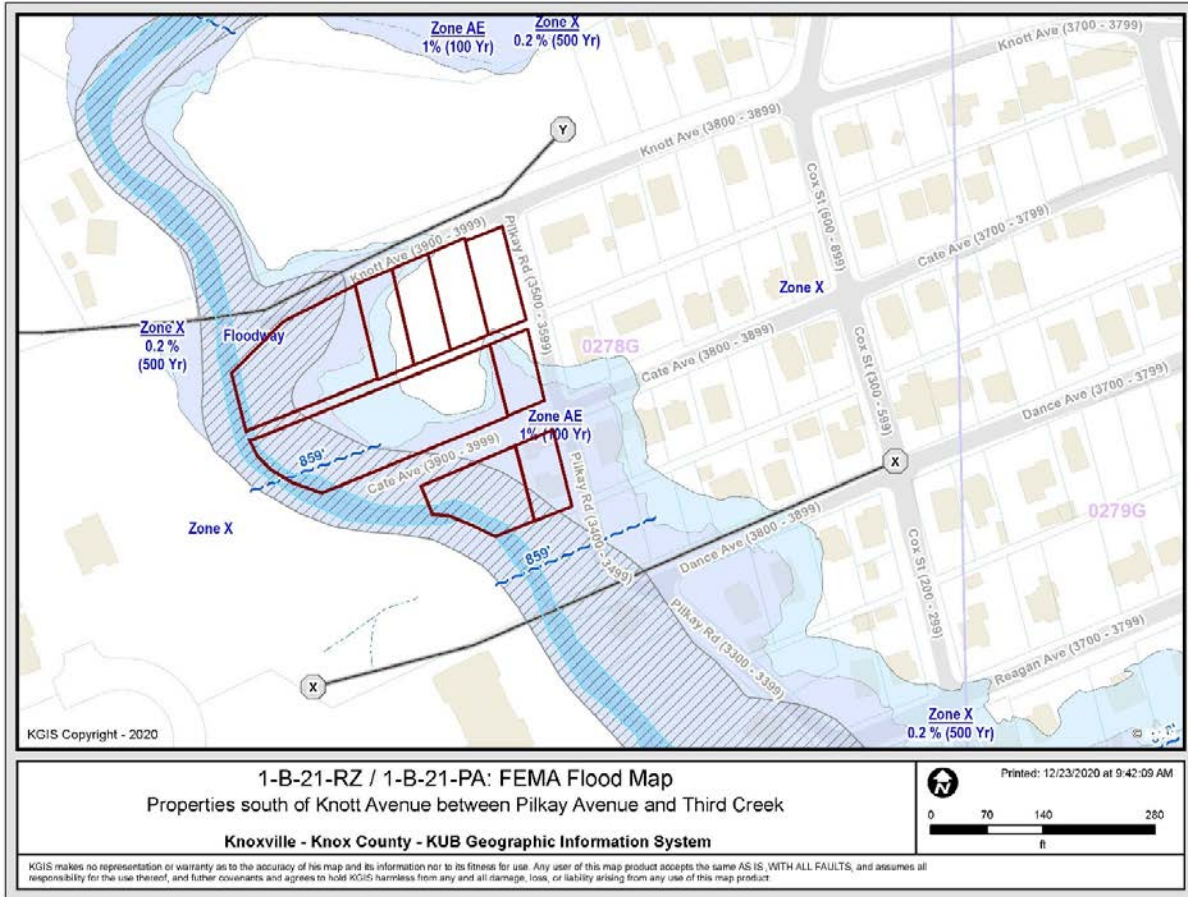 Zone AE
1% (100 Yr)
Zone X
0.2 % (500 Yr)
Knott Ave (3700 - 3799)
Y
Knott Ave (3800 - 3899)
Cox St (600 - 899)
Cate Ave (3700 - 3799)
Pilkay Rd (3500 - 3599)
Knott Ave (3900 - 3999)
Zone X
Zone X
0.2 %
(500 Yr)
Floodway
0278G
Cate Ave (3800 - 3899)
Cox St (300 - 599)
Dance Ave (3700 - 3799)
Zone AE
1% (100 Yr)
859'
Cate Ave (3900 - 3999)
X
Pilkay Rd (3400 - 3499)
Zone X
0279G
859'
Dance Ave (3800 - 3899)
Cox St (200 - 299)
Pilkay Rd (3300 - 3399)
Reagan Ave (3700 - 3799)
X
Zone X
0.2 % (500 Yr)
KGIS Copyright - 2020
©
1-B-21-RZ / 1-B-21-PA: FEMA Flood Map
Properties south of Knott Avenue between Pilkay Avenue and Third Creek
Knoxville - Knox County - KUB Geographic Information System
N
Printed: 12/23/2020 at 9:42:09 AM
0 70 140 280
ft
KGIS makes no representation or warranty as to the accuracy of his map and its information nor to its fitness for use. Any user of this map product accepts the same AS IS ,WITH ALL FAULTS, and assumes all
responsibility for the use thereof, and futher covenants and agrees to hold KGIS harmless from any and all damage, loss, or liability arising from any use of this map product.